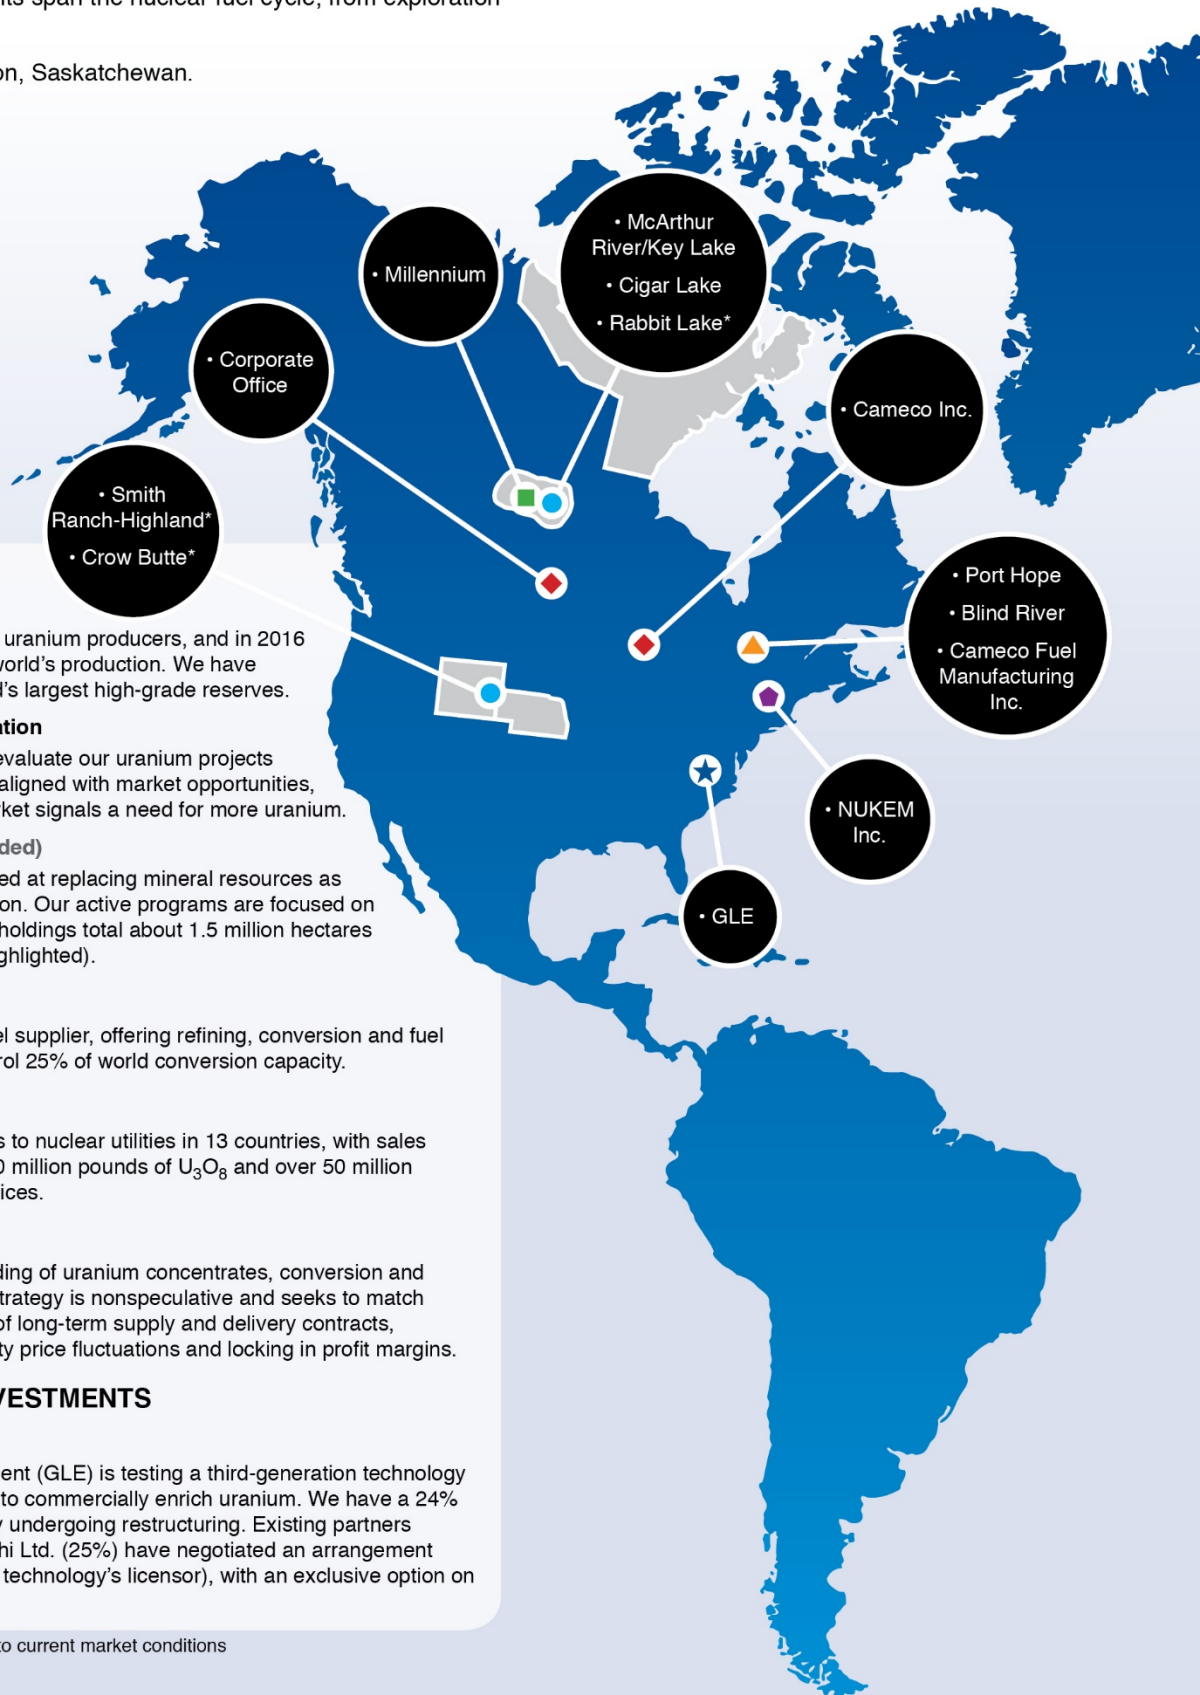 its span the nuclear fuel cycle, from exploration
on, Saskatchewan.
• McArthur
River/Key Lake
• Cigar Lake
• Rabbit Lake*
• Millennium
• Corporate
Office
• Cameco Inc.
• Smith
Ranch-Highland*
• Crow Butte*
• Port Hope
• Blind River
• Cameco Fuel
Manufacturing
Inc.
• NUKEM
Inc.
• GLE
uranium producers, and in 2016
world’s production. We have
d’s largest high-grade reserves.
ation
evaluate our uranium projects
aligned with market opportunities,
ket signals a need for more uranium.
ded)
ed at replacing mineral resources as
on. Our active programs are focused on
holdings total about 1.5 million hectares
ghlighted).
el supplier, offering refining, conversion and fuel
rol 25% of world conversion capacity.
s to nuclear utilities in 13 countries, with sales
0 million pounds of U₃O₈ and over 50 million
ices.
ding of uranium concentrates, conversion and
trategy is nonspeculative and seeks to match
of long-term supply and delivery contracts,
ty price fluctuations and locking in profit margins.
VESTMENTS
ent (GLE) is testing a third-generation technology
to commercially enrich uranium. We have a 24%
y undergoing restructuring. Existing partners
hi Ltd. (25%) have negotiated an arrangement
technology’s licensor), with an exclusive option on
to current market conditions